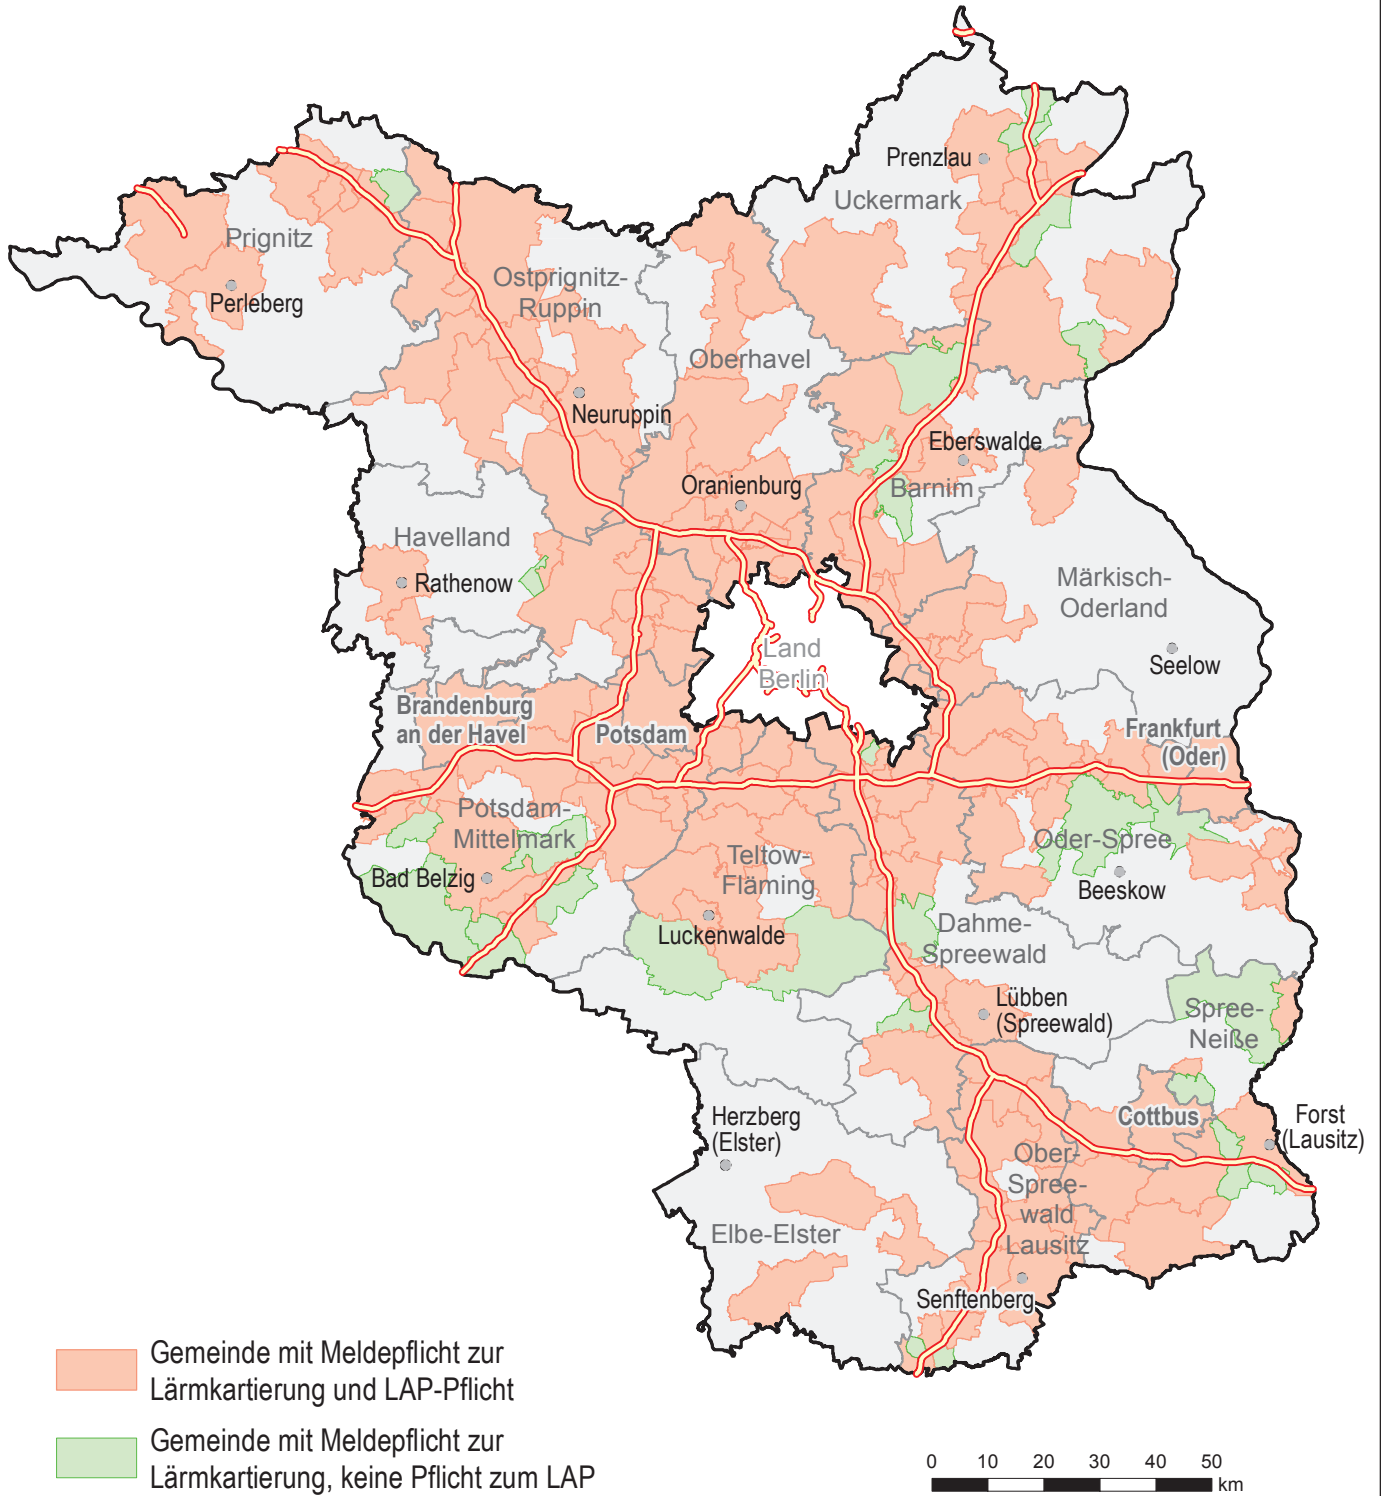 Prenzlau
Uckermark
Prignitz
Perleberg
Ostprignitz-
Ruppin
Oberhavel
Neuruppin
Eberswalde
Oranienburg
Barnim
Havelland
Rathenow
Märkisch-
Oderland
Land
Berlin
Seelow
Brandenburg
an der Havel
Potsdam
Frankfurt
(Oder)
Potsdam-
Mittelmark
Teltow-
Fläming
Oder-Spree
Bad Belzig
Beeskow
Luckenwalde
Dahme-
Spreewald
Lübben
(Spreewald)
Spree-
Neiße
Herzberg
(Elster)
Cottbus
Forst
(Lausitz)
Ober-
Spree-
wald
Lausitz
Elbe-Elster
Senftenberg
Gemeinde mit Meldepflicht zur
Lärmkartierung und LAP-Pflicht
Gemeinde mit Meldepflicht zur
Lärmkartierung, keine Pflicht zum LAP
0 10 20 30 40 50
km